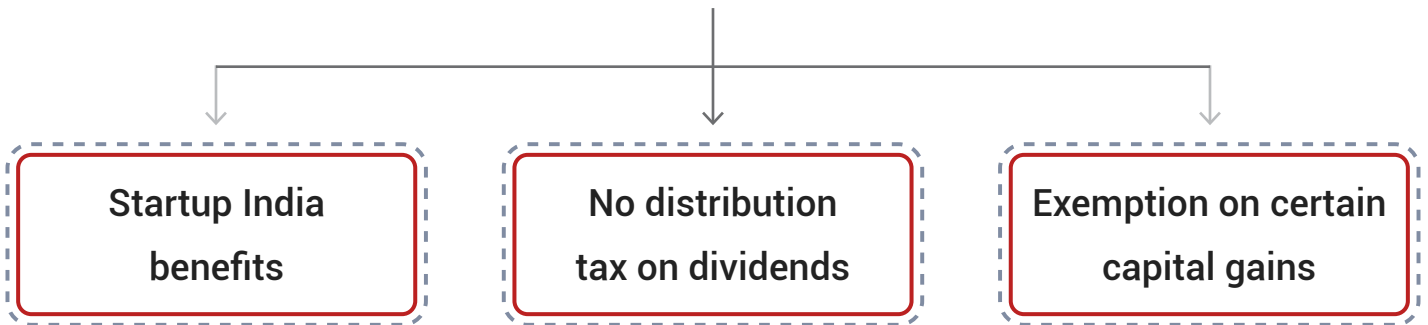 Startup India
benefits
No distribution
tax on dividends
Exemption on certain
capital gains